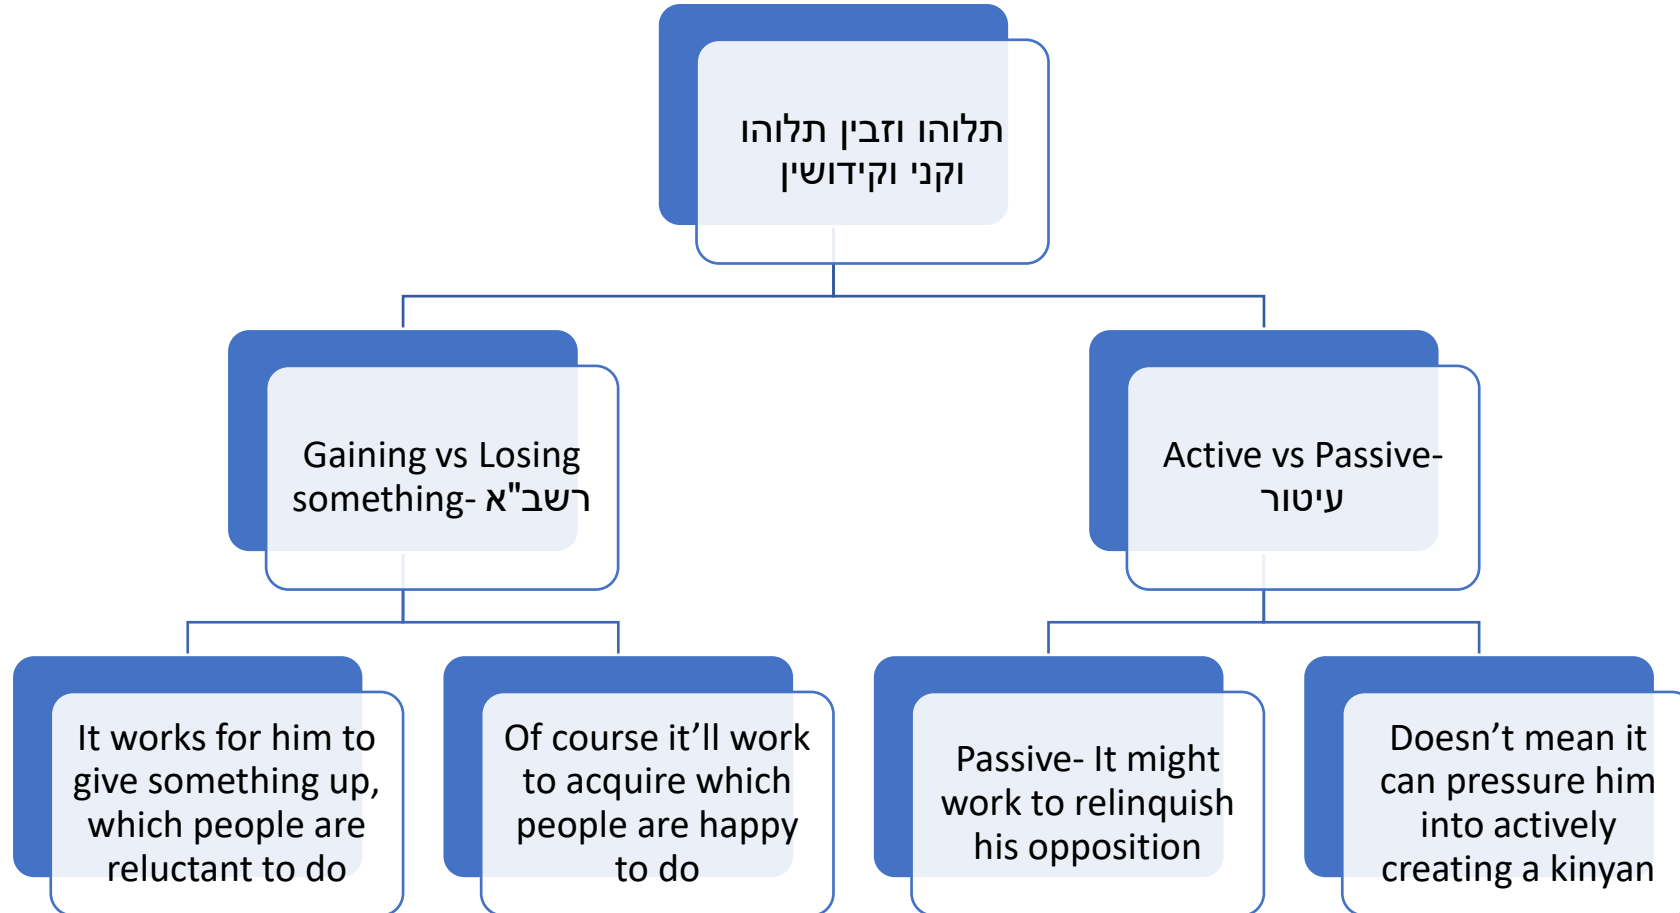 תלוהו וזבין תלוהו
וקני וקידושין
Gaining vs Losing
something- רשב"א
Active vs Passive-
עיטור
It works for him to
give something up,
which people are
reluctant to do
Of course it’ll work
to acquire which
people are happy
to do
Passive- It might
work to relinquish
his opposition
Doesn’t mean it
can pressure him
into actively
creating a kinyan